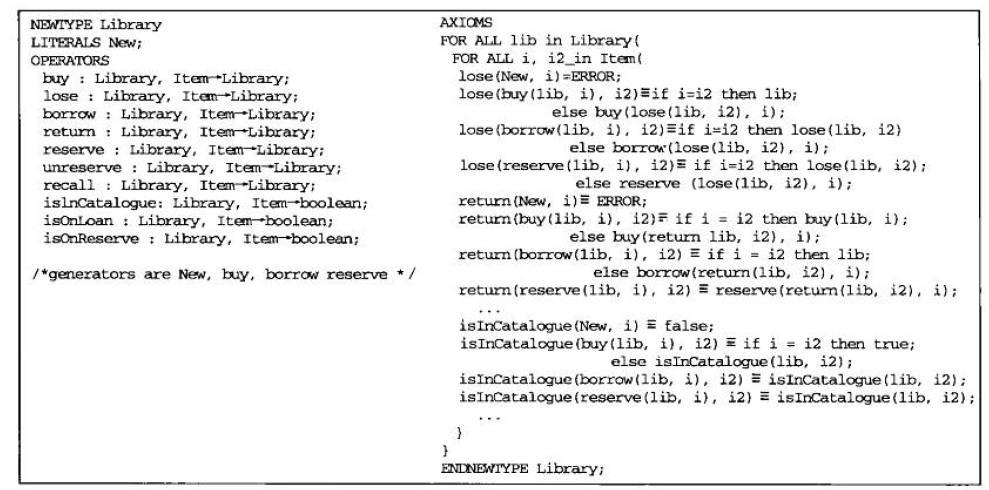 NEWTYPE Library
LITERALS New;
OPERATORS
buy : Library, Item→Library;
lose : Library, Item→Library;
borrow : Library, Item→Library;
return : Library, Item→Library;
reserve : Library, Item→Library;
unreserve : Library, Item→Library;
recall : Library, Item→Library;
isInCatalogue: Library, Item→boolean;
isOnLoan : Library, Item→boolean;
isOnReserve : Library, Item→boolean;
/*generators are New, buy, borrow reserve */
AXIOMS
FOR ALL lib in Library(
FOR ALL i, i2_in Item(
lose(New, i)=ERROR;
lose(buy(lib, i), i2)≡if i=i2 then lib;
else buy(lose(lib, i2), i);
lose(borrow(lib, i), i2)≡if i=i2 then lose(lib, i2)
else borrow(lose(lib, i2), i);
lose(reserve(lib, i), i2)≡ if i=i2 then lose(lib, i2);
else reserve (lose(lib, i2), i);
return(New, i)≡ ERROR;
return(buy(lib, i), i2)≡ if i = i2 then buy(lib, i);
else buy(return lib, i2), i);
return(borrow(lib, i), i2) ≡ if i = i2 then lib;
else borrow(return(lib, i2), i);
return(reserve(lib, i), i2) ≡ reserve(return(lib, i2), i);
...
isInCatalogue(New, i) ≡ false;
isInCatalogue(buy(lib, i), i2) ≡ if i = i2 then true;
else isInCatalogue(lib, i2);
isInCatalogue(borrow(lib, i), i2) ≡ isInCatalogue(lib, i2);
isInCatalogue(reserve(lib, i), i2) ≡ isInCatalogue(lib, i2);
...
}
}
ENDNEWTYPE Library;